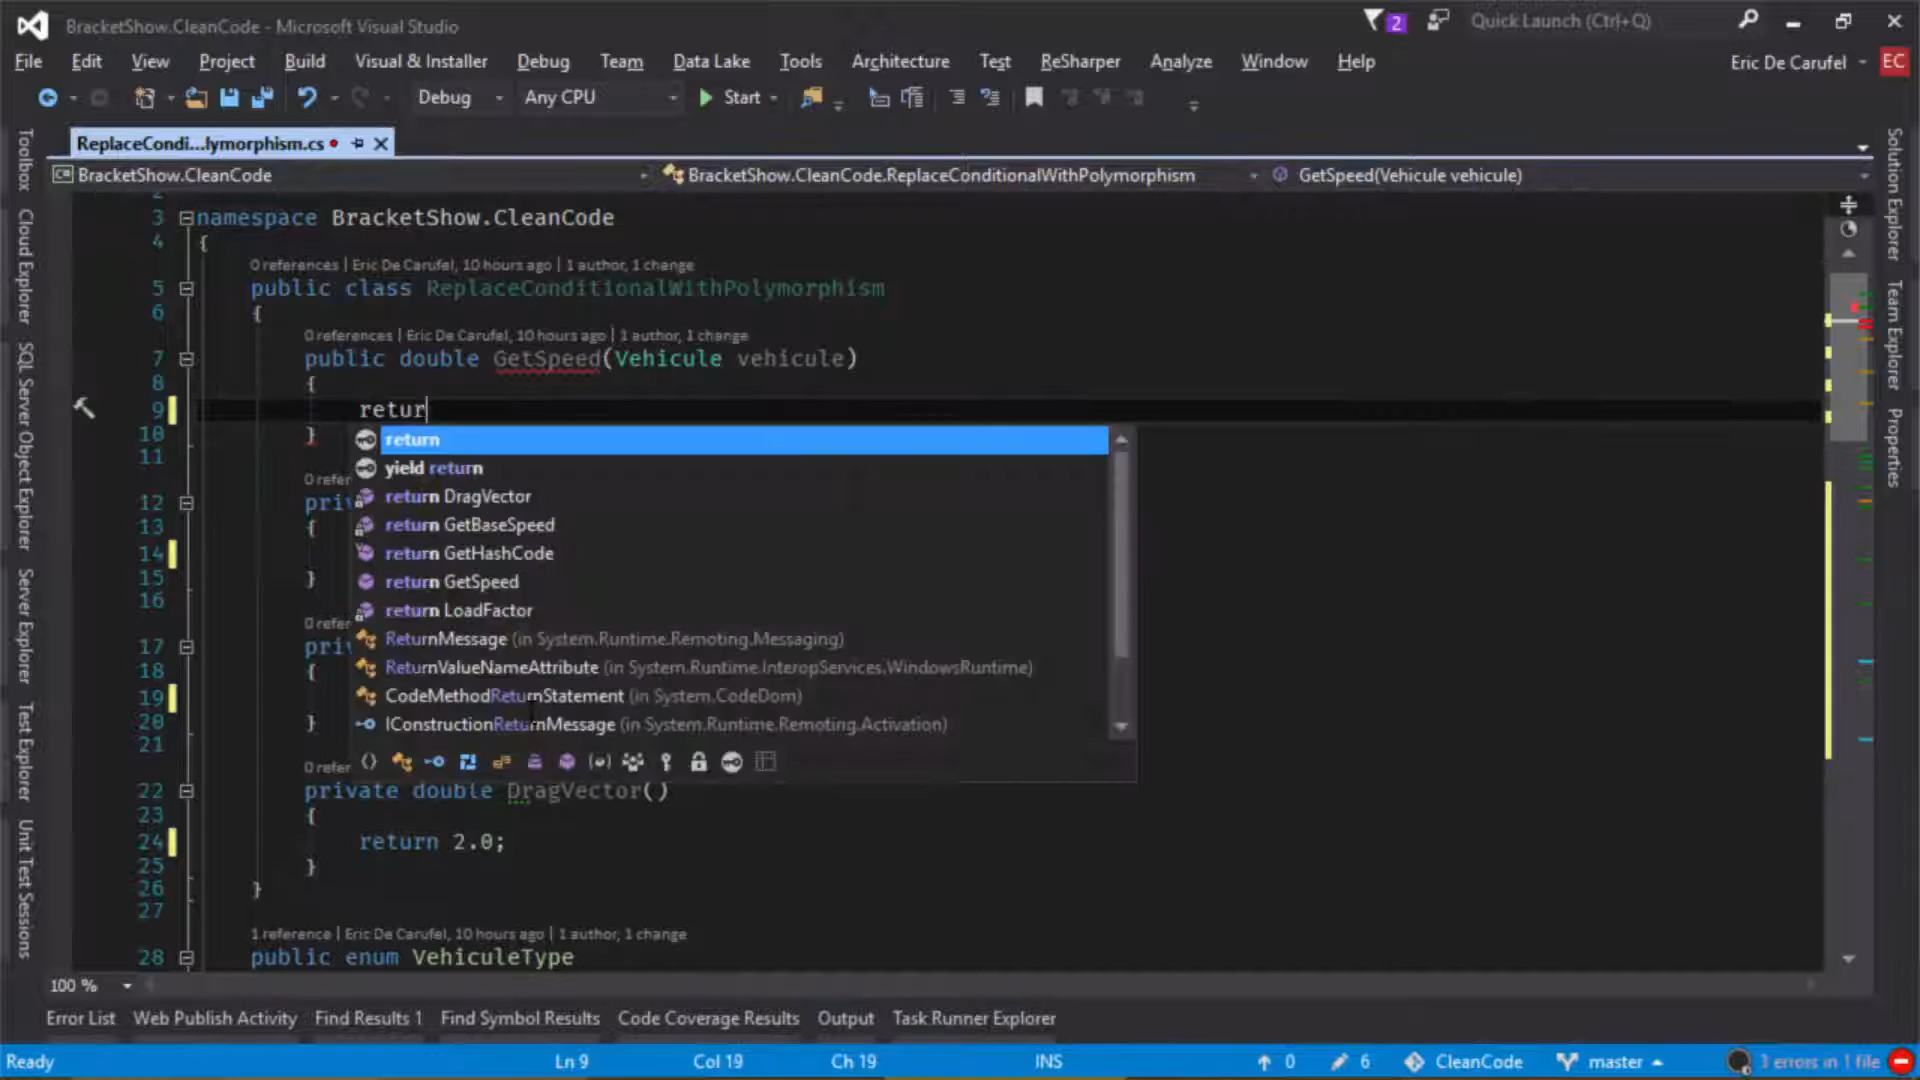 BracketShow.CleanCode - Microsoft Visual Studio
2
Quick Launch (Ctrl+Q)
File Edit View Project Build Visual & Installer Debug Team Data Lake Tools Architecture Test ReSharper Analyze Window Help
Eric De Carufel
EC
Debug Any CPU Start
ReplaceCondi...lymorphism.cs
C# BracketShow.CleanCode
BracketShow.CleanCode.ReplaceConditionalWithPolymorphism
GetSpeed(Vehicule vehicule)
2
3 namespace BracketShow.CleanCode
4 {
0 references | Eric De Carufel, 10 hours ago | 1 author, 1 change
5 public class ReplaceConditionalWithPolymorphism
6 {
0 references | Eric De Carufel, 10 hours ago | 1 author, 1 change
7 public double GetSpeed(Vehicule vehicule)
8 {
9 retur
10 }
11
0 refer
12 priv
13 {
14
15 }
16
0 refer
17 priv
18 {
19
20 }
21
0 refer
22 private double DragVector()
23 {
24 return 2.0;
25 }
26 }
27
1 reference | Eric De Carufel, 10 hours ago | 1 author, 1 change
28 public enum VehiculeType
return
yield return
return DragVector
return GetBaseSpeed
return GetHashCode
return GetSpeed
return LoadFactor
ReturnMessage (in System.Runtime.Remoting.Messaging)
ReturnValueNameAttribute (in System.Runtime.InteropServices.WindowsRuntime)
CodeMethodReturnStatement (in System.CodeDom)
IConstructionReturnMessage (in System.Runtime.Remoting.Activation)
Toolbox
Cloud Explorer
SQL Server Object Explorer
Server Explorer
Test Explorer
Unit Test Sessions
Solution Explorer
Team Explorer
Properties
100 %
Error List Web Publish Activity Find Results 1 Find Symbol Results Code Coverage Results Output Task Runner Explorer
Ready Ln 9 Col 19 Ch 19 INS 0 6 CleanCode master 3 errors in 1 file